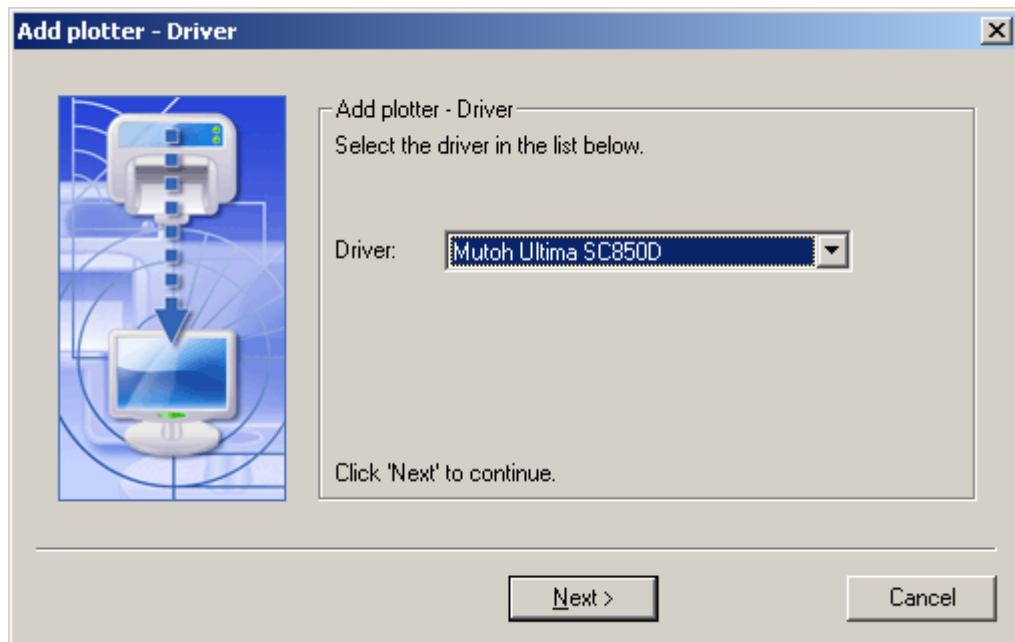 Add plotter - Driver
Add plotter - Driver
Select the driver in the list below.
Driver: Mutoh Ultima SC850D
Click 'Next' to continue.
Next > Cancel